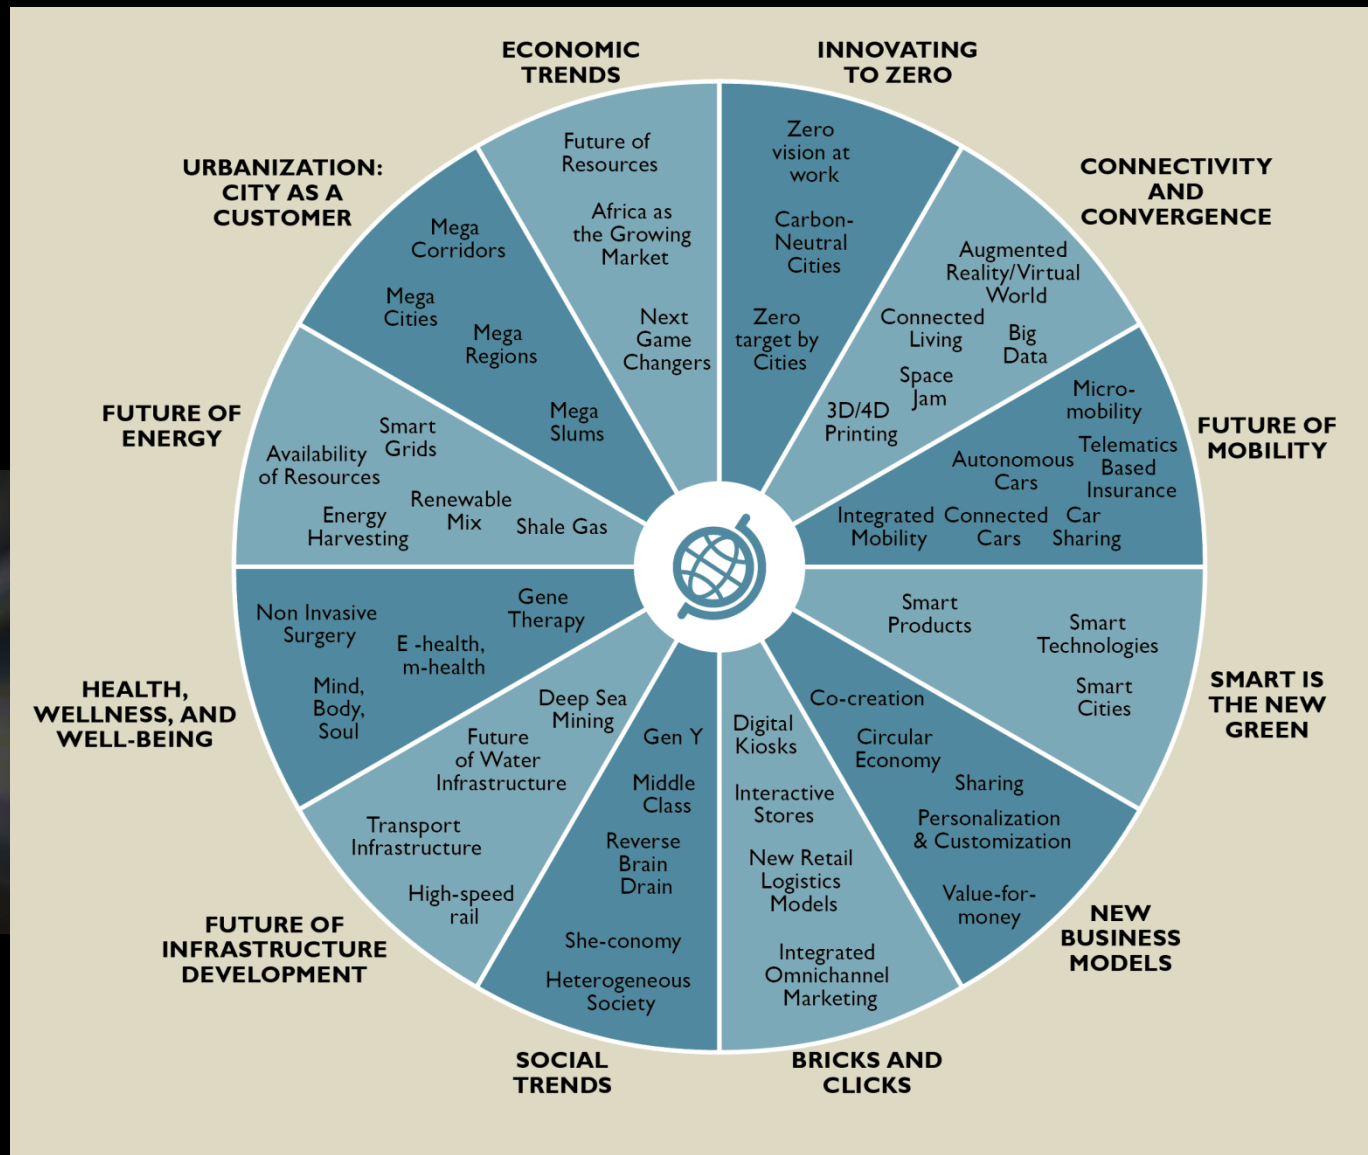 ECONOMIC
TRENDS
Future of
Resources
Africa as
the Growing
Market
Next
Game
Changers
INNOVATING
TO ZERO
Zero
vision at
work
Carbon-
Neutral
Cities
Zero
target by
Cities
CONNECTIVITY
AND
CONVERGENCE
Augmented
Reality/Virtual
World
Connected
Living
Big
Data
Space
Jam
3D/4D
Printing
FUTURE OF
MOBILITY
Micro-
mobility
Telematics
Based
Insurance
Autonomous
Cars
Integrated
Mobility
Connected
Cars
Car
Sharing
SMART IS
THE NEW
GREEN
Smart
Products
Smart
Technologies
Smart
Cities
NEW
BUSINESS
MODELS
Co-creation
Circular
Economy
Sharing
Personalization
& Customization
Value-for-
money
BRICKS AND
CLICKS
Digital
Kiosks
Interactive
Stores
New Retail
Logistics
Models
Integrated
Omnichannel
Marketing
SOCIAL
TRENDS
Gen Y
Middle
Class
Reverse
Brain
Drain
She-conomy
Heterogeneous
Society
FUTURE OF
INFRASTRUCTURE
DEVELOPMENT
Deep Sea
Mining
Future
of Water
Infrastructure
Transport
Infrastructure
High-speed
rail
HEALTH,
WELLNESS, AND
WELL-BEING
Gene
Therapy
Non Invasive
Surgery
E -health,
m-health
Mind,
Body,
Soul
FUTURE OF
ENERGY
Smart
Grids
Availability
of Resources
Renewable
Mix
Energy
Harvesting
Shale Gas
URBANIZATION:
CITY AS A
CUSTOMER
Mega
Corridors
Mega
Cities
Mega
Regions
Mega
Slums